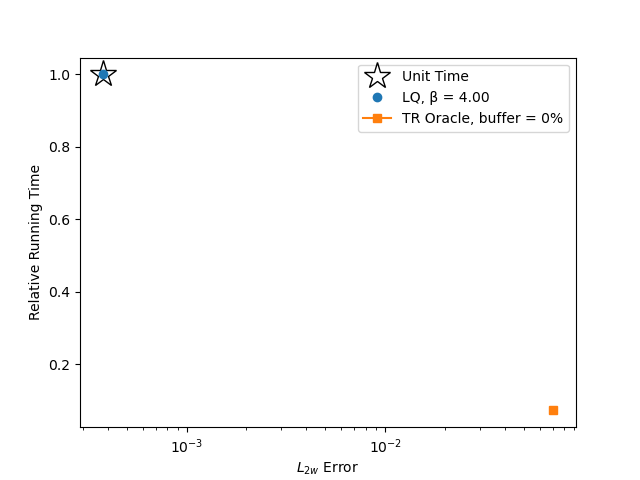 Unit Time
LQ, β = 4.00
TR Oracle, buffer = 0%
1.0
0.8
0.6
0.4
0.2
Relative Running Time
10⁻³
10⁻²
L₂w Error